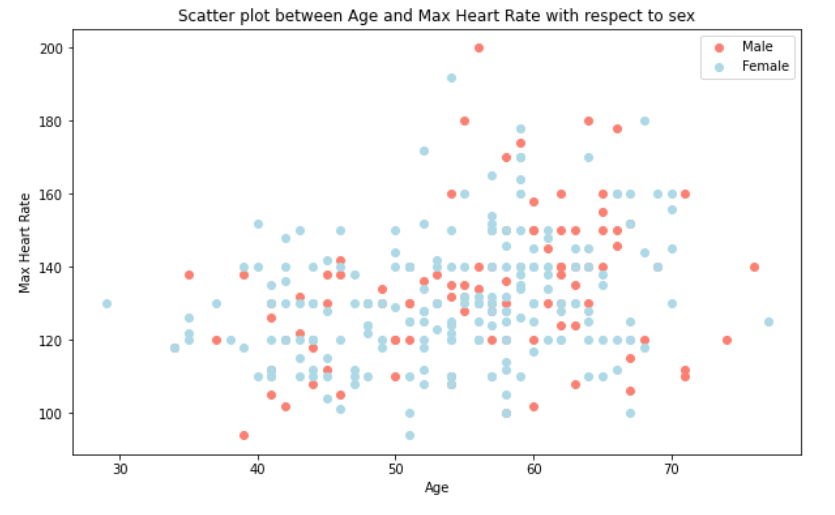 Scatter plot between Age and Max Heart Rate with respect to sex
Male
Female
200
180
160
140
120
100
Max Heart Rate
30 40 50 60 70
Age